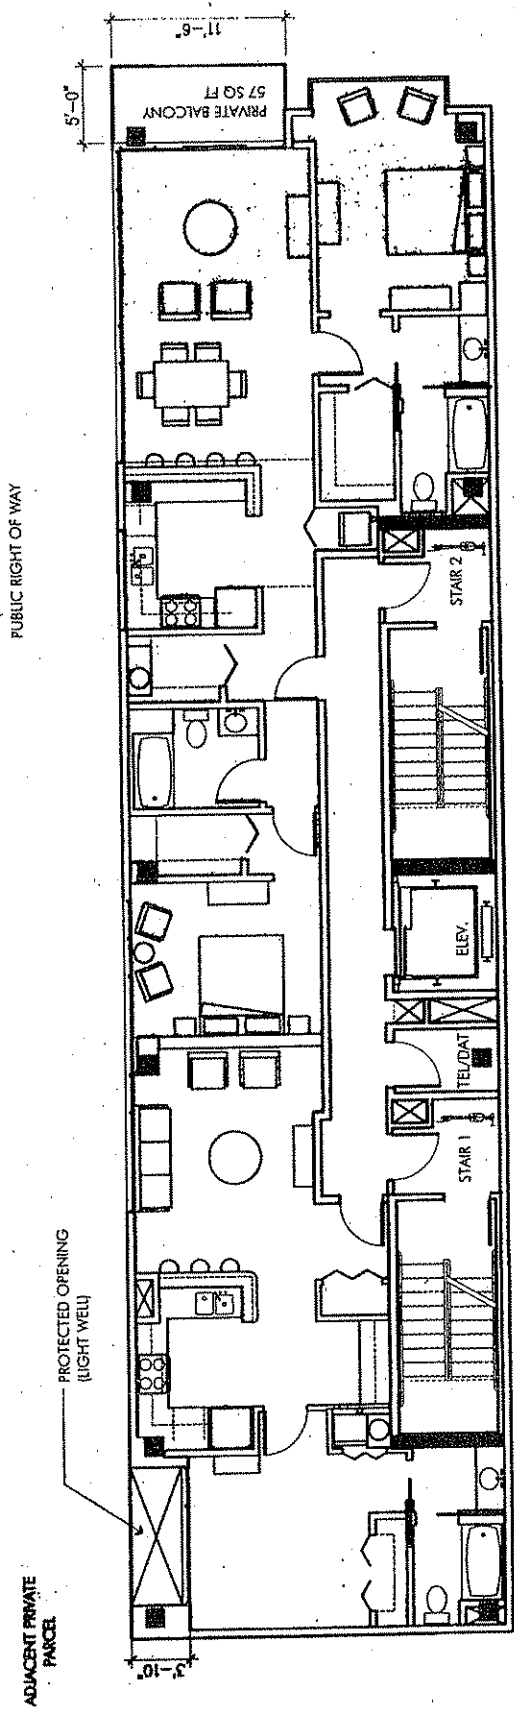 11'-6"
5'-0"
PRIVATE BALCONY
57 SQ FT
PUBLIC RIGHT OF WAY
STAIR 2
ELEV.
TEL/DAT
STAIR 1
PROTECTED OPENING
(LIGHT WELL)
ADJACENT PRIVATE
PARCEL
3'-10"